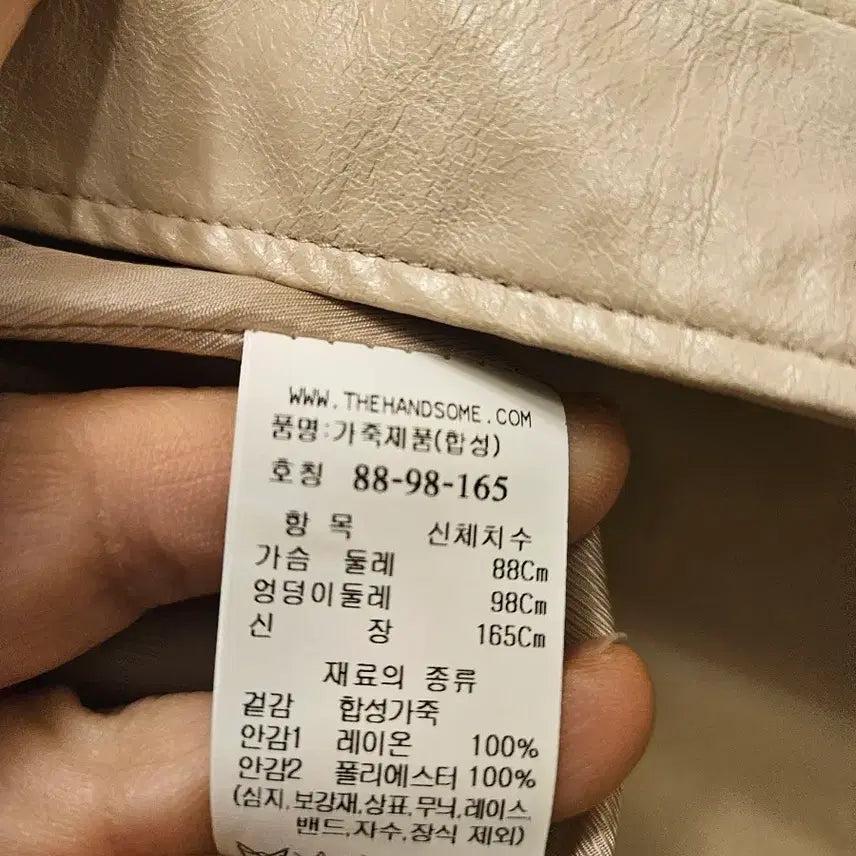 WWW.THEHANDSOME.COM
품명:가죽제품(합성)
호칭 88-98-165
항 목 신체치수
가슴 둘레 88Cm
엉덩이둘레 98Cm
신 장 165Cm
재료의 종류
겉감 합성가죽
안감1 레이온 100%
안감2 폴리에스터 100%
(심지,보강재,상표,무늬,레이스
밴드,자수,장식 제외)